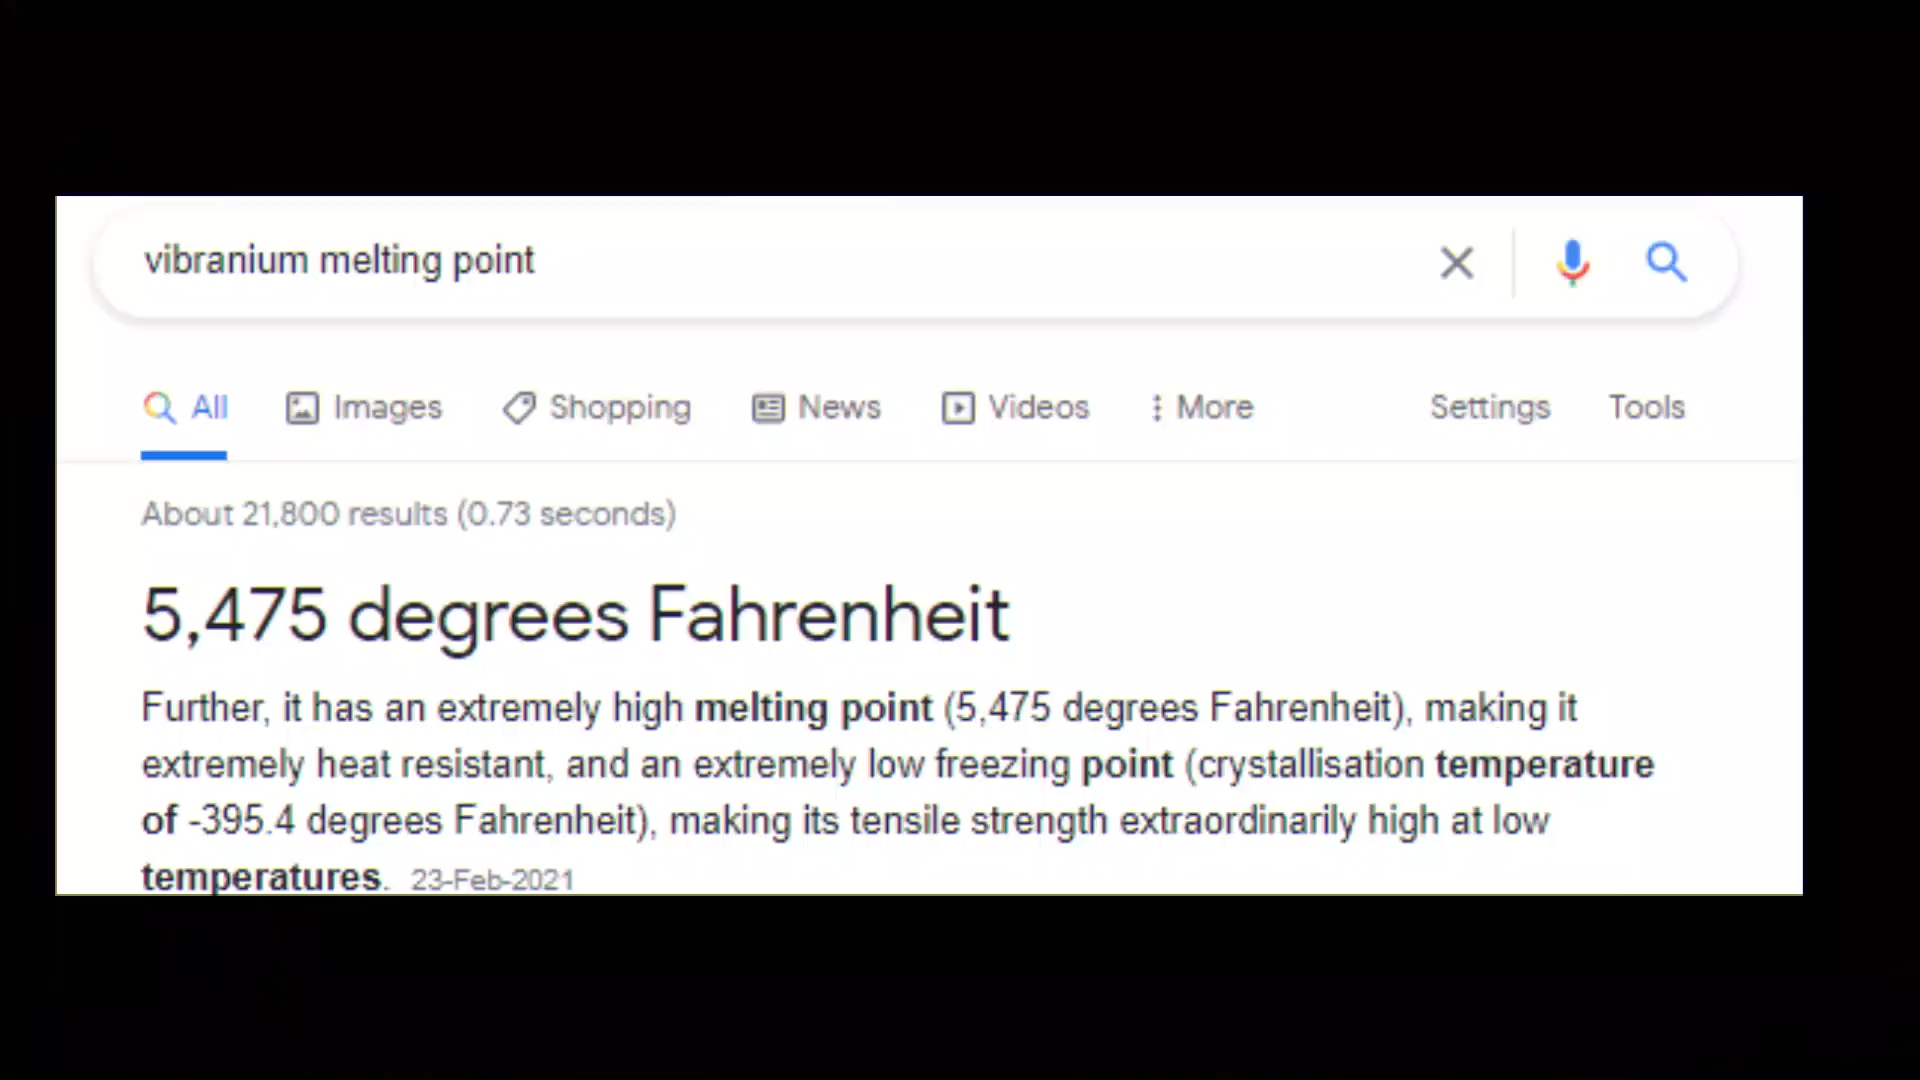 vibranium melting point
All Images Shopping News Videos More Settings Tools
About 21,800 results (0.73 seconds)
5,475 degrees Fahrenheit
Further, it has an extremely high melting point (5,475 degrees Fahrenheit), making it
extremely heat resistant, and an extremely low freezing point (crystallisation temperature
of -395.4 degrees Fahrenheit), making its tensile strength extraordinarily high at low
temperatures. 23-Feb-2021